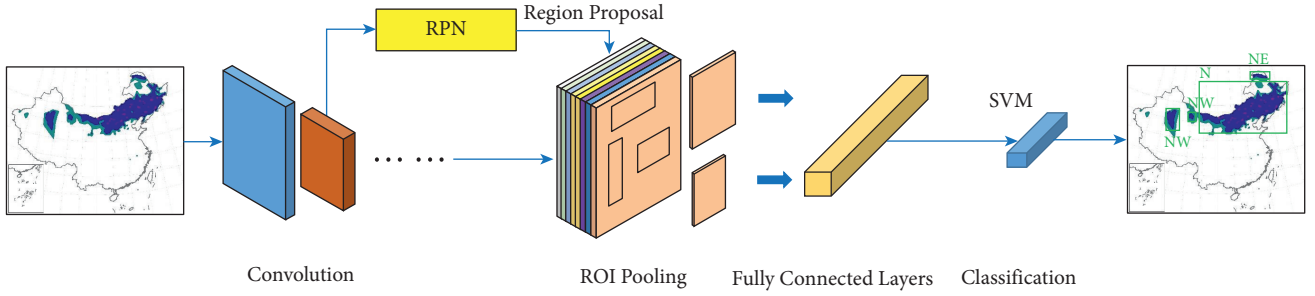 Region Proposal
RPN
SVM
NE
N
NW
NW
Convolution
ROI Pooling
Fully Connected Layers
Classification